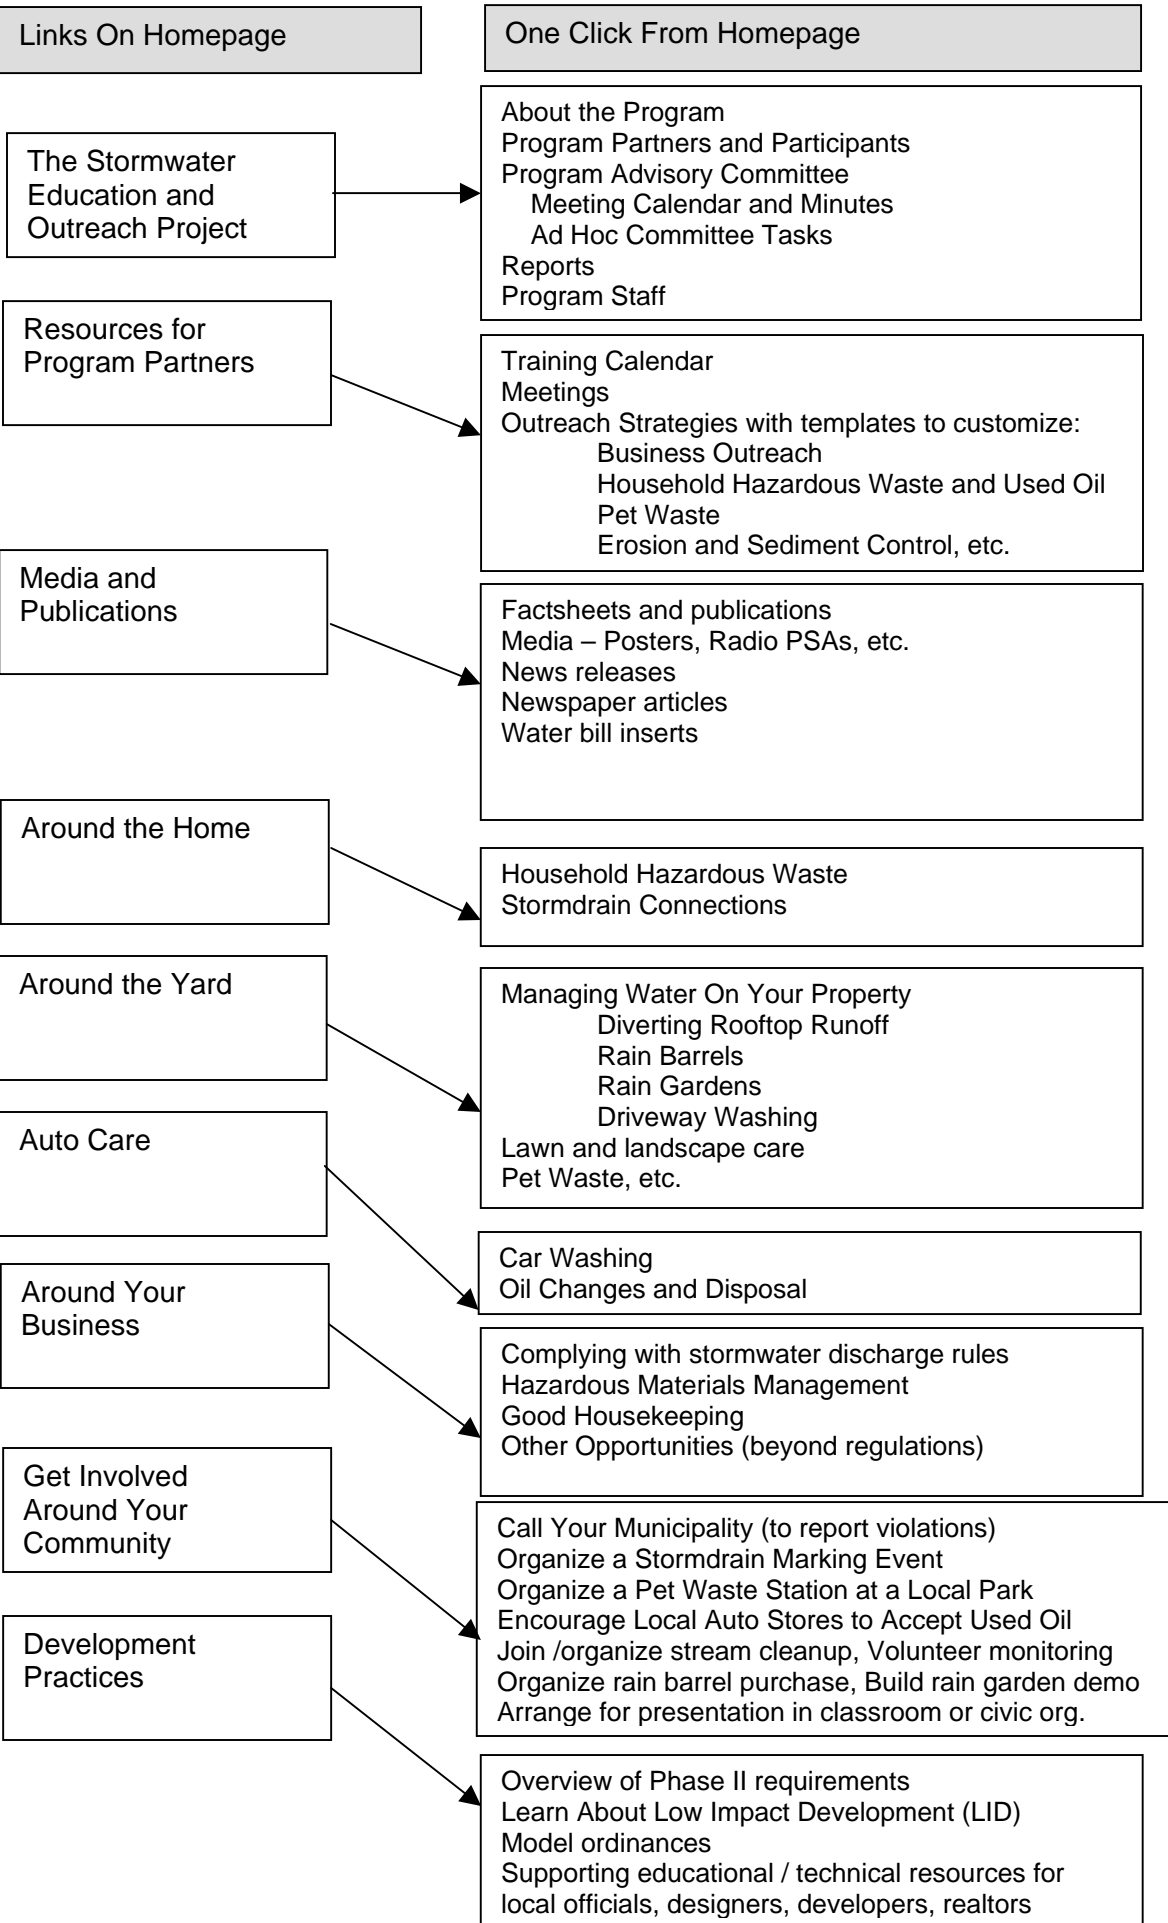 Links On Homepage
One Click From Homepage
The Stormwater
Education and
Outreach Project
About the Program
Program Partners and Participants
Program Advisory Committee
Meeting Calendar and Minutes
Ad Hoc Committee Tasks
Reports
Program Staff
Resources for
Program Partners
Training Calendar
Meetings
Outreach Strategies with templates to customize:
Business Outreach
Household Hazardous Waste and Used Oil
Pet Waste
Erosion and Sediment Control, etc.
Media and
Publications
Factsheets and publications
Media – Posters, Radio PSAs, etc.
News releases
Newspaper articles
Water bill inserts
Around the Home
Household Hazardous Waste
Stormdrain Connections
Around the Yard
Managing Water On Your Property
Diverting Rooftop Runoff
Rain Barrels
Rain Gardens
Driveway Washing
Lawn and landscape care
Pet Waste, etc.
Auto Care
Car Washing
Oil Changes and Disposal
Around Your
Business
Complying with stormwater discharge rules
Hazardous Materials Management
Good Housekeeping
Other Opportunities (beyond regulations)
Get Involved
Around Your
Community
Call Your Municipality (to report violations)
Organize a Stormdrain Marking Event
Organize a Pet Waste Station at a Local Park
Encourage Local Auto Stores to Accept Used Oil
Join /organize stream cleanup, Volunteer monitoring
Organize rain barrel purchase, Build rain garden demo
Arrange for presentation in classroom or civic org.
Development
Practices
Overview of Phase II requirements
Learn About Low Impact Development (LID)
Model ordinances
Supporting educational / technical resources for
local officials, designers, developers, realtors